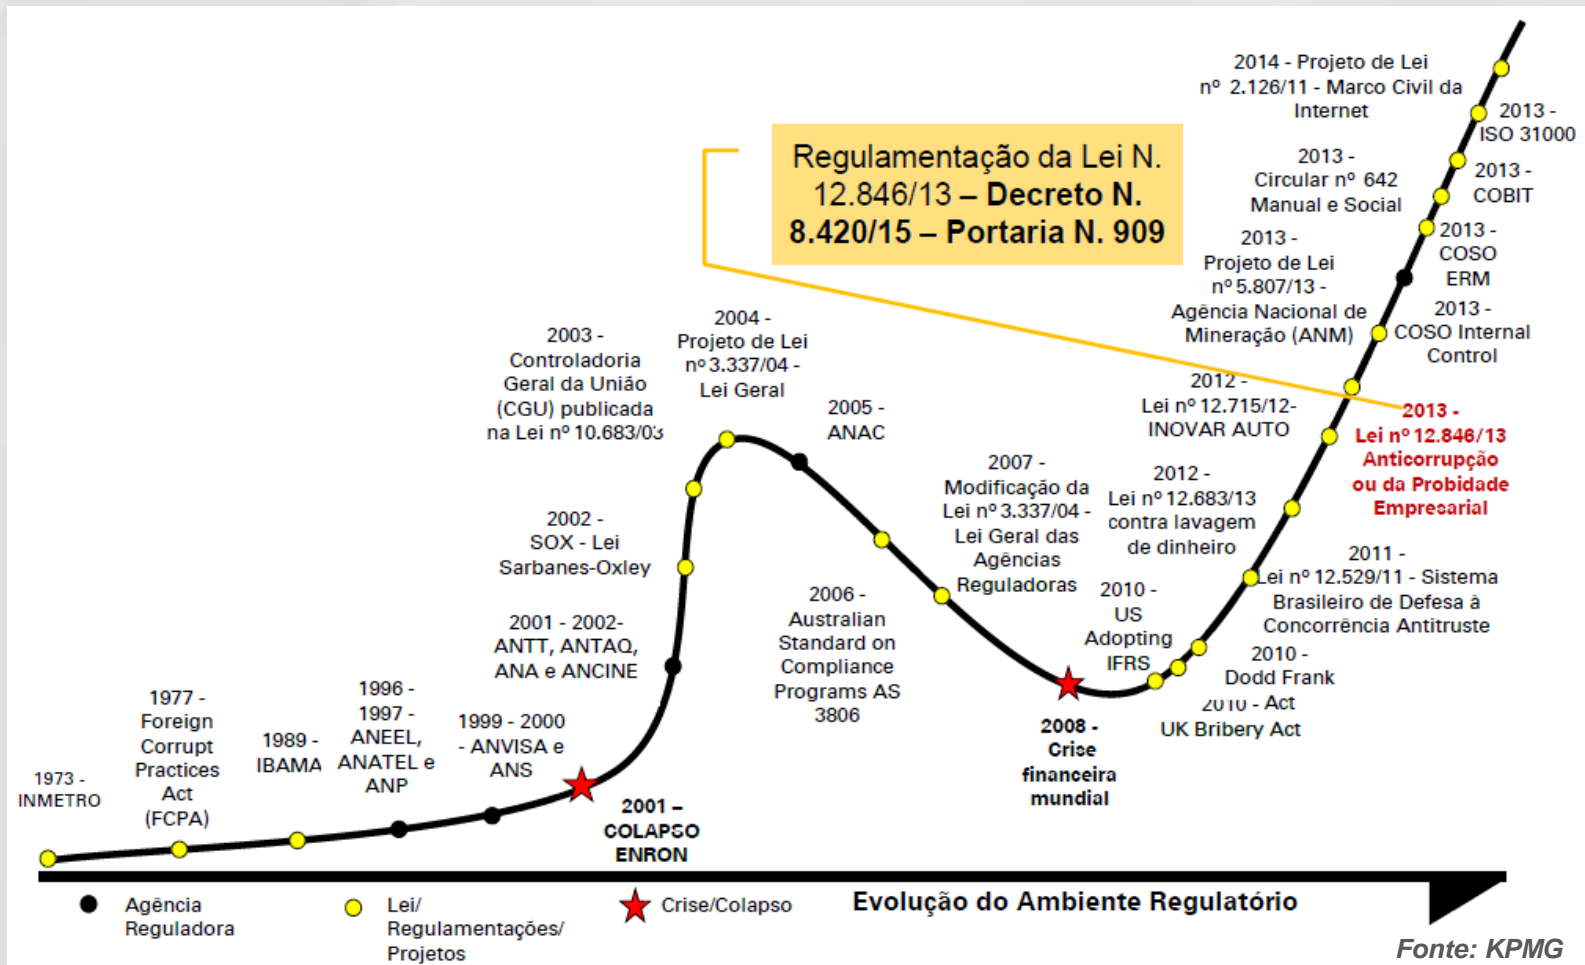 2014 - Projeto de Lei
nº 2.126/11 - Marco Civil da
Internet
2013 -
ISO 31000
Regulamentação da Lei N.
12.846/13 – Decreto N.
8.420/15 – Portaria N. 909
2013 -
Circular nº 642
Manual e Social
2013 -
COBIT
2013 -
Projeto de Lei
nº 5.807/13 -
Agência Nacional de
Mineração (ANM)
2013 -
COSO
ERM
2013 -
COSO Internal
Control
2003 -
Controladoria
Geral da União
(CGU) publicada
na Lei nº 10.683/03
2004 -
Projeto de Lei
nº 3.337/04 -
Lei Geral
2005 -
ANAC
2012 -
Lei nº 12.715/12-
INOVAR AUTO
2013 -
Lei nº 12.846/13
Anticorrupção
ou da Probidade
Empresarial
2007 -
Modificação da
Lei nº 3.337/04 -
Lei Geral das
Agências
Reguladoras
2012 -
Lei nº 12.683/13
contra lavagem
de dinheiro
2002 -
SOX - Lei
Sarbanes-Oxley
2011 -
Lei nº 12.529/11 - Sistema
Brasileiro de Defesa à
Concorrência Antitruste
2006 -
Australian
Standard on
Compliance
Programs AS
3806
2010 -
US
Adopting
IFRS
2001 - 2002-
ANTT, ANTAQ,
ANA e ANCINE
2010 -
Dodd Frank
Act
2010 -
UK Bribery Act
1977 -
Foreign
Corrupt
Practices
Act
(FCPA)
1996 -
1997 -
ANEEL,
ANATEL e
ANP
1999 - 2000
- ANVISA e
ANS
1989 -
IBAMA
1973 -
INMETRO
2008 -
Crise
financeira
mundial
2001 –
COLAPSO
ENRON
Agência
Reguladora
Lei/
Regulamentações/
Projetos
Crise/Colapso
Evolução do Ambiente Regulatório
Fonte: KPMG